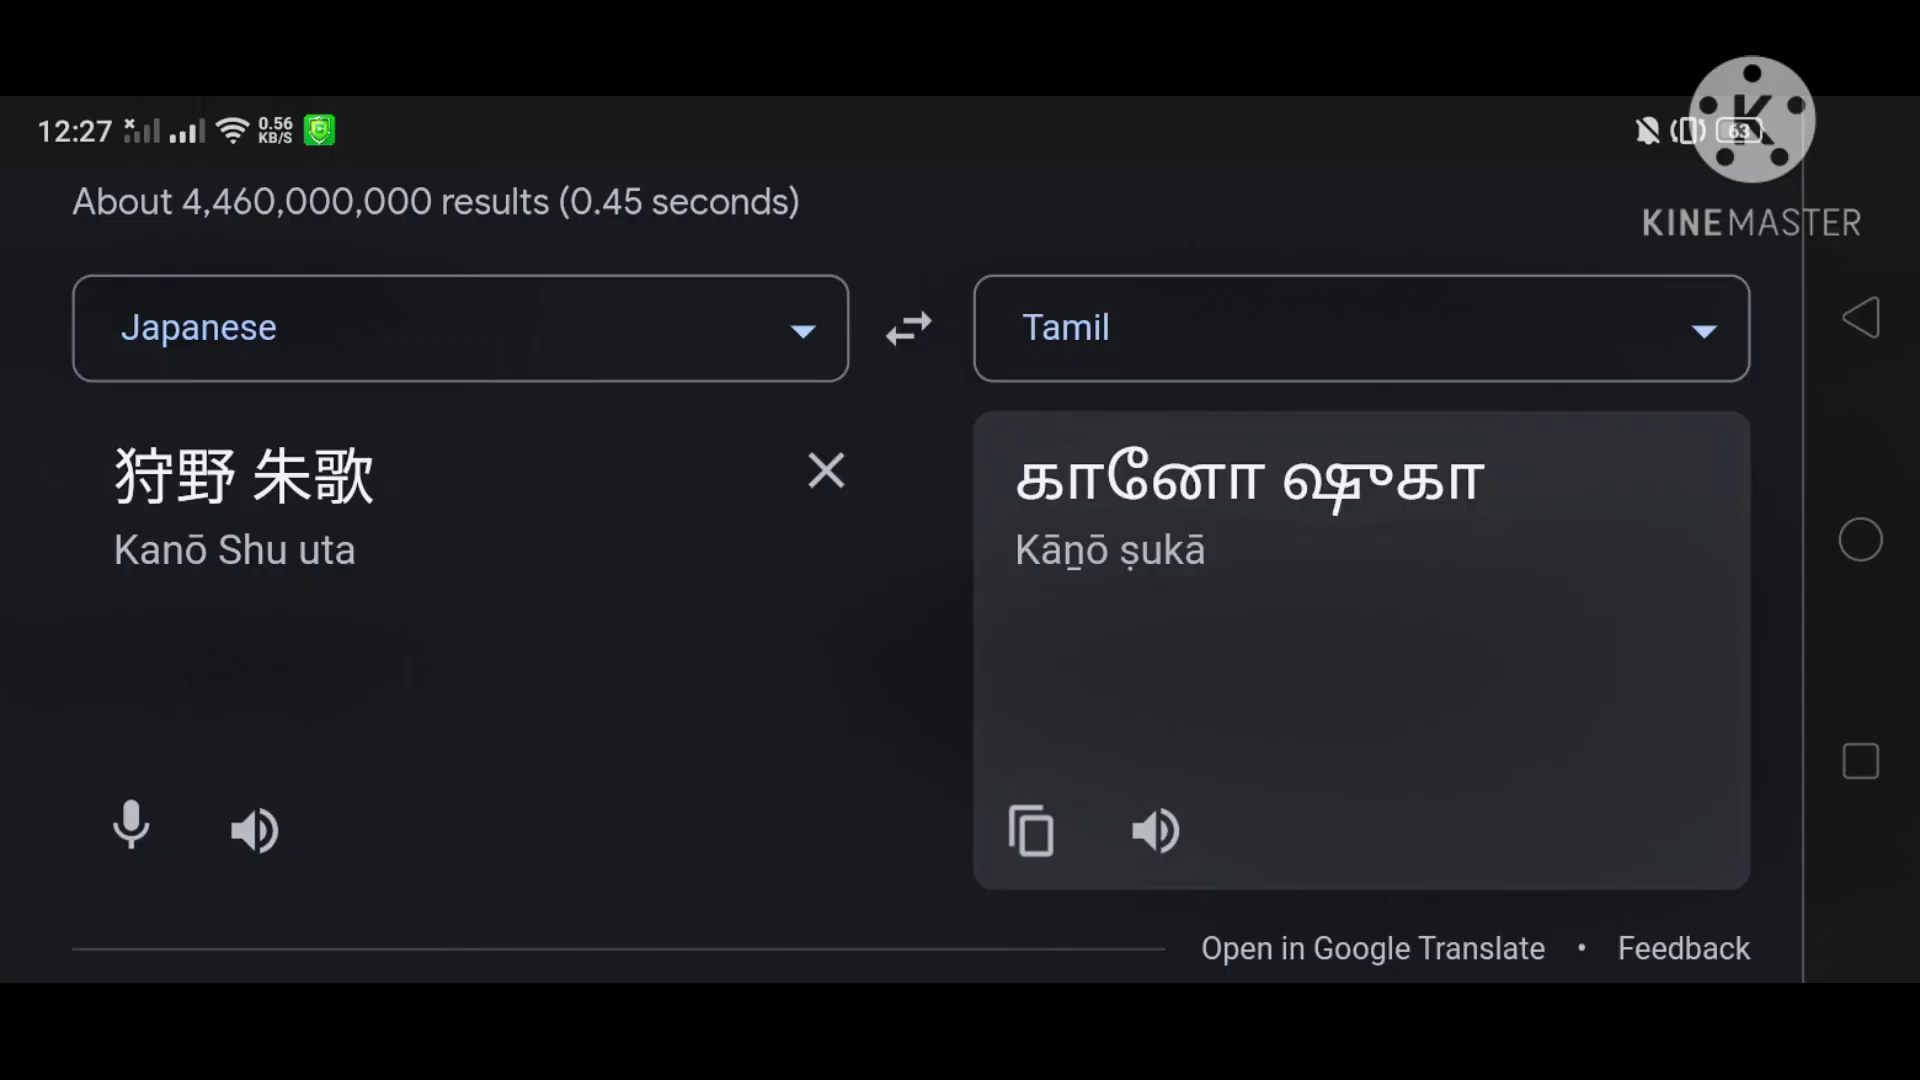 12:27 0.56 KB/S 63
KINEMASTER
About 4,460,000,000 results (0.45 seconds)
Japanese Tamil
狩野 朱歌
Kanō Shu uta
கானோ ஷுகா
Kāṉō ṣukā
Open in Google Translate • Feedback